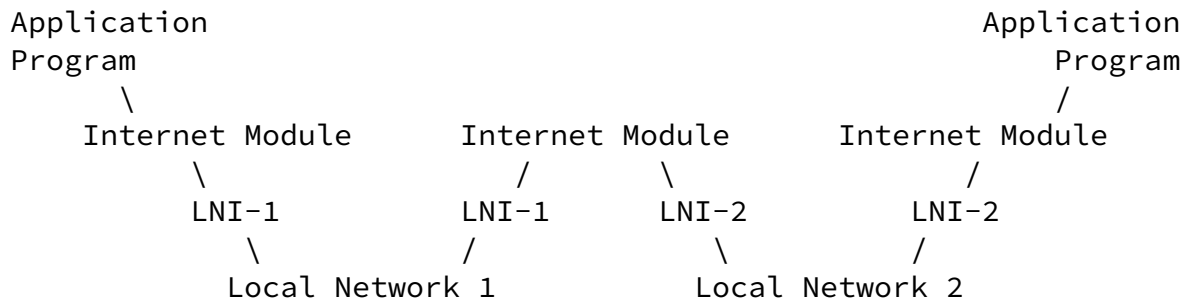 Application                                           Application
Program                                                   Program
      \                                                   /
    Internet Module      Internet Module      Internet Module
          \                 /       \                /
          LNI-1          LNI-1      LNI-2         LNI-2
             \           /             \          /
            Local Network 1           Local Network 2